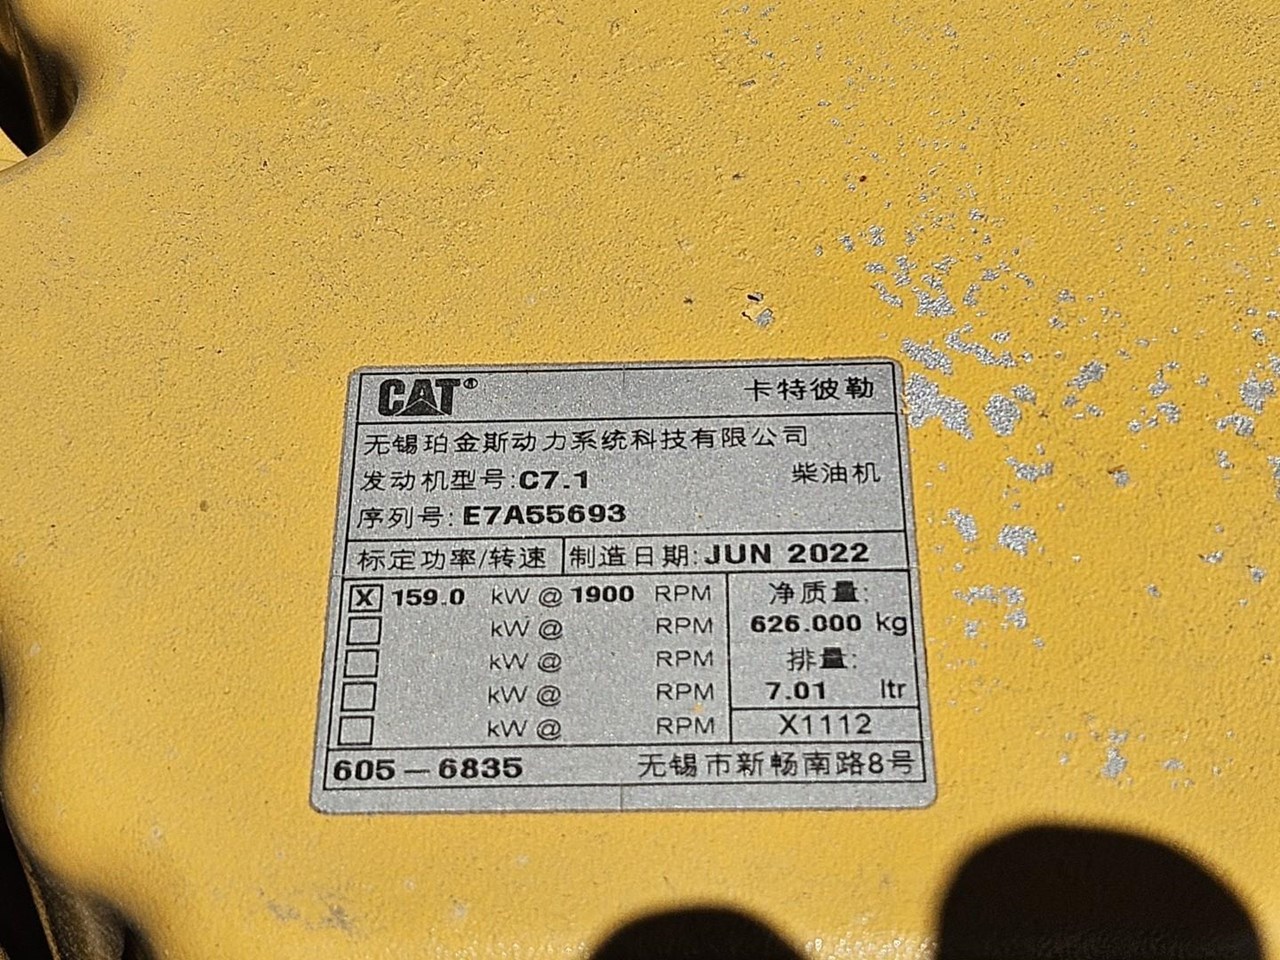 CAT® 卡特彼勒
无锡珀金斯动力系统科技有限公司
发动机型号:C7.1 柴油机
序列号:E7A55693
标定功率/转速 制造日期:JUN 2022
X 159.0 kW @ 1900 RPM 净质量:
kW @ RPM 626.000 kg
kW @ RPM 排量:
kW @ RPM 7.01 ltr
kW @ RPM X1112
605-6835 无锡市新畅南路8号